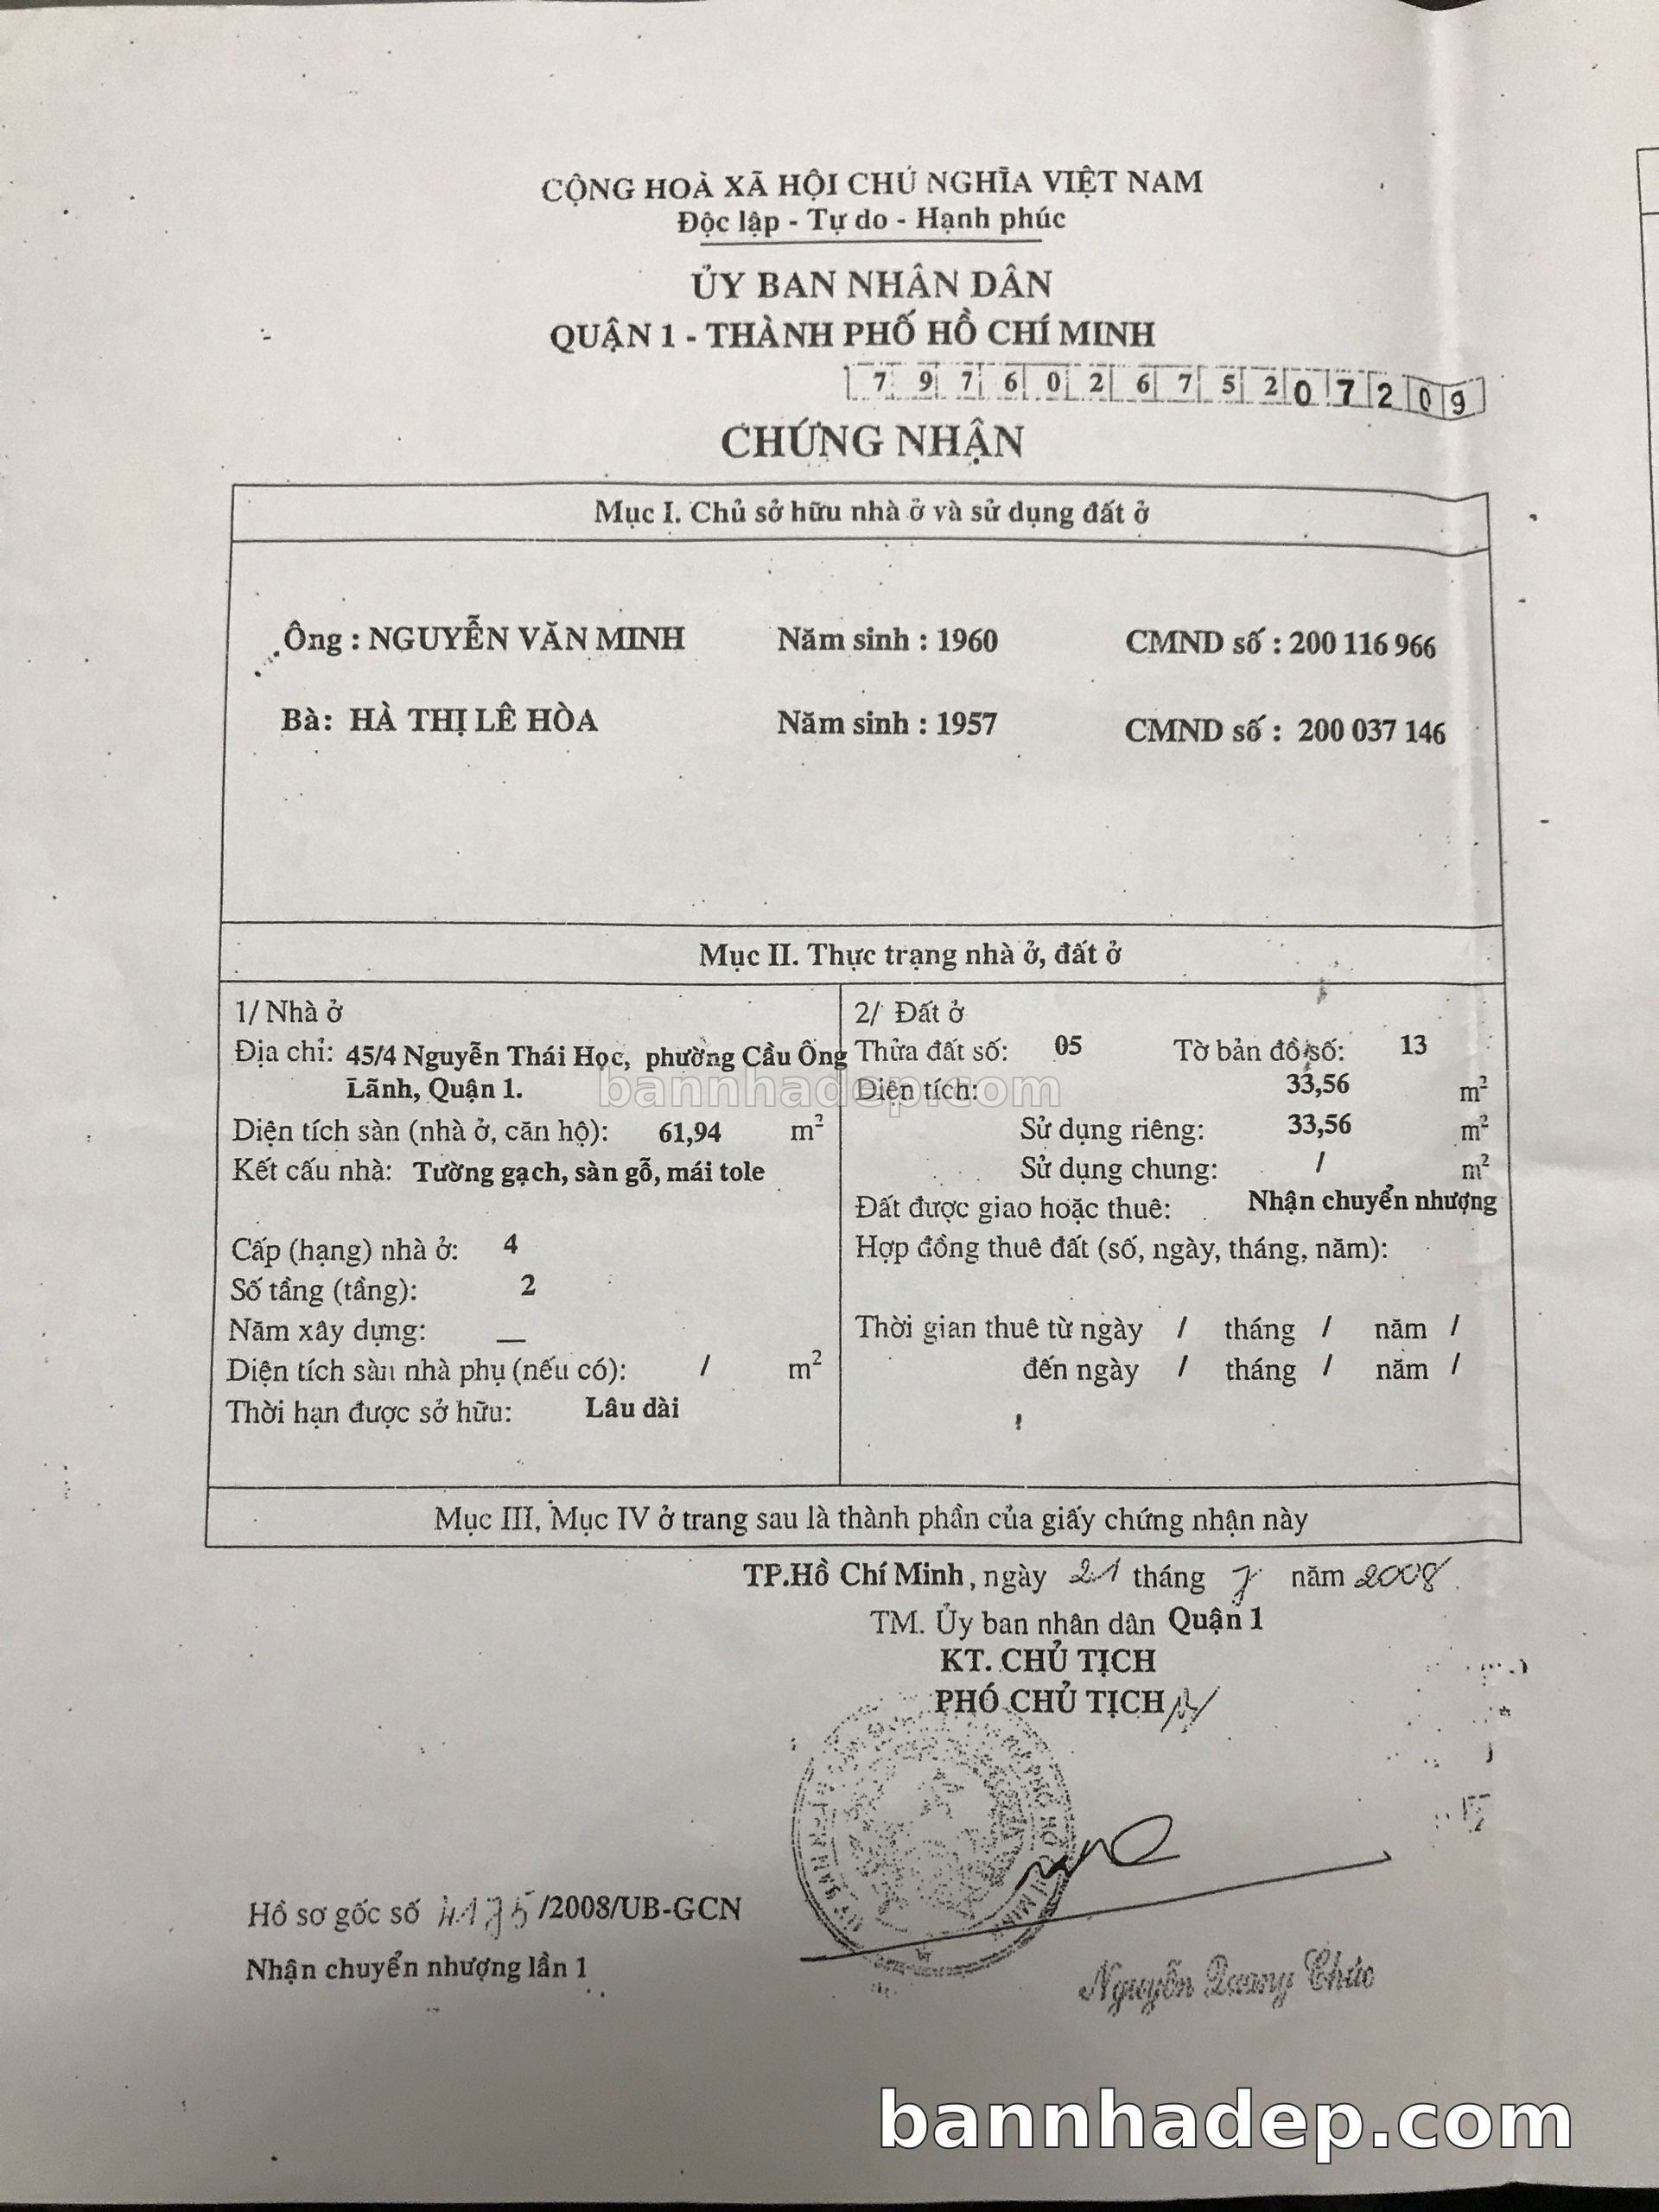 CỘNG HOÀ XÃ HỘI CHỦ NGHĨA VIỆT NAM
Độc lập - Tự do - Hạnh phúc
ỦY BAN NHÂN DÂN
QUẬN 1 - THÀNH PHỐ HỒ CHÍ MINH
7 9 7 6 0 2 6 7 5 2 0 7 2 0 9
CHỨNG NHẬN
Mục I. Chủ sở hữu nhà ở và sử dụng đất ở
Ông : NGUYỄN VĂN MINH Năm sinh : 1960 CMND số : 200 116 966
Bà: HÀ THỊ LÊ HÒA Năm sinh : 1957 CMND số : 200 037 146
Mục II. Thực trạng nhà ở, đất ở
1/ Nhà ở
Địa chỉ: 45/4 Nguyễn Thái Học, phường Cầu Ông
Lãnh, Quận 1.
Diện tích sàn (nhà ở, căn hộ): 61,94 m²
Kết cấu nhà: Tường gạch, sàn gỗ, mái tole
Cấp (hạng) nhà ở: 4
Số tầng (tầng): 2
Năm xây dựng: —
Diện tích sàn nhà phụ (nếu có): / m²
Thời hạn được sở hữu: Lâu dài
2/ Đất ở
Thửa đất số: 05 Tờ bản đồ số: 13
Diện tích: 33,56 m²
Sử dụng riêng: 33,56 m²
Sử dụng chung: / m²
Đất được giao hoặc thuê: Nhận chuyển nhượng
Hợp đồng thuê đất (số, ngày, tháng, năm):
Thời gian thuê từ ngày / tháng / năm /
đến ngày / tháng / năm /
bannhadep.com
Mục III, Mục IV ở trang sau là thành phần của giấy chứng nhận này
TP.Hồ Chí Minh, ngày 21 tháng 7 năm 2008
TM. Ủy ban nhân dân Quận 1
KT. CHỦ TỊCH
PHÓ CHỦ TỊCH
Hồ sơ gốc số 4175/2008/UB-GCN
Nhận chuyển nhượng lần 1
Nguyễn Quang Chức
bannhadep.com